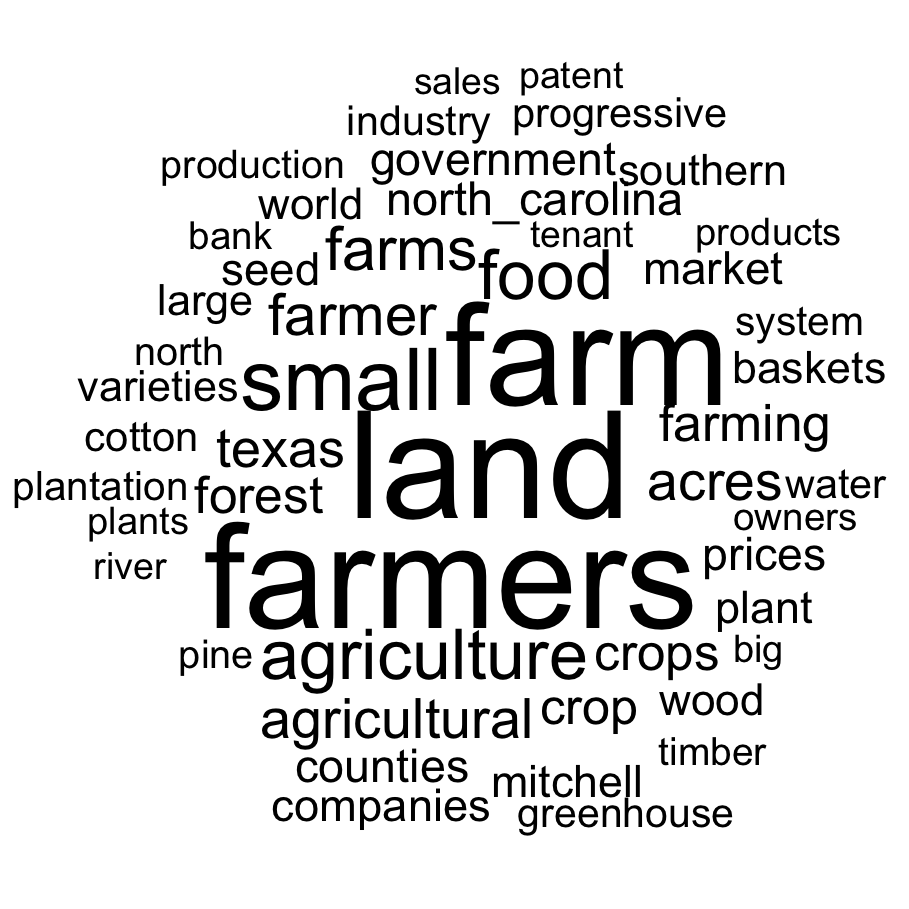 sales patent
industry progressive
production government southern
world north_carolina
bank farms tenant products
seed food market
large farmer farm system
north small baskets
varieties farming
cotton texas land
plantation forest acres water
plants owners
river farmers prices
plant
pine agriculture crops big
agricultural crop wood
counties timber
companies mitchell
greenhouse